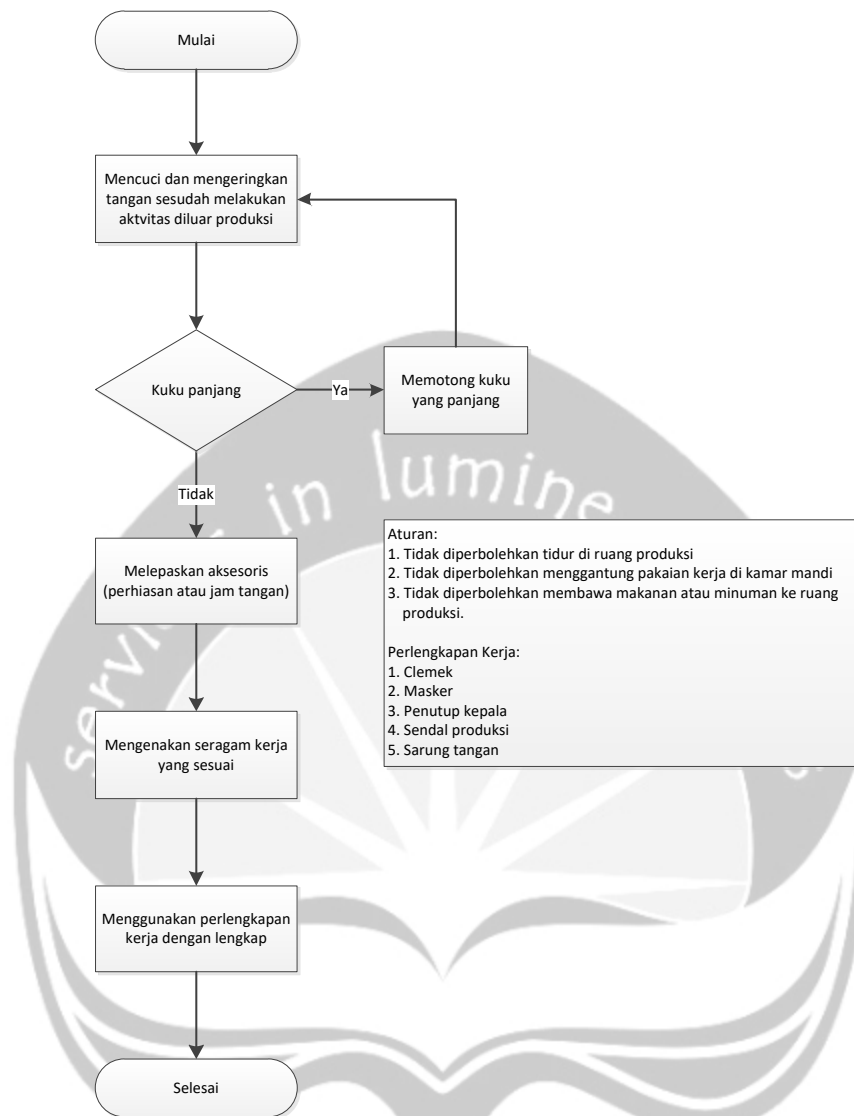 Mulai
Mencuci dan mengeringkan
tangan sesudah melakukan
aktvitas diluar produksi
Kuku panjang
Ya
Memotong kuku
yang panjang
Tidak
in lumine
Melepaskan aksesoris
(perhiasan atau jam tangan)
Aturan:
1. Tidak diperbolehkan tidur di ruang produksi
2. Tidak diperbolehkan menggantung pakaian kerja di kamar mandi
3. Tidak diperbolehkan membawa makanan atau minuman ke ruang
produksi.
Perlengkapan Kerja:
1. Clemek
2. Masker
3. Penutup kepala
4. Sendal produksi
5. Sarung tangan
Mengenakan seragam kerja
yang sesuai
Menggunakan perlengkapan
kerja dengan lengkap
Selesai